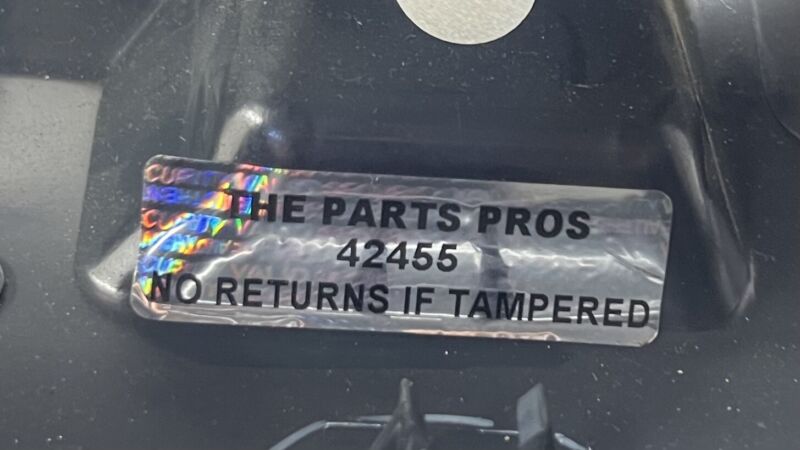 THE PARTS PROS
42455
NO RETURNS IF TAMPERED